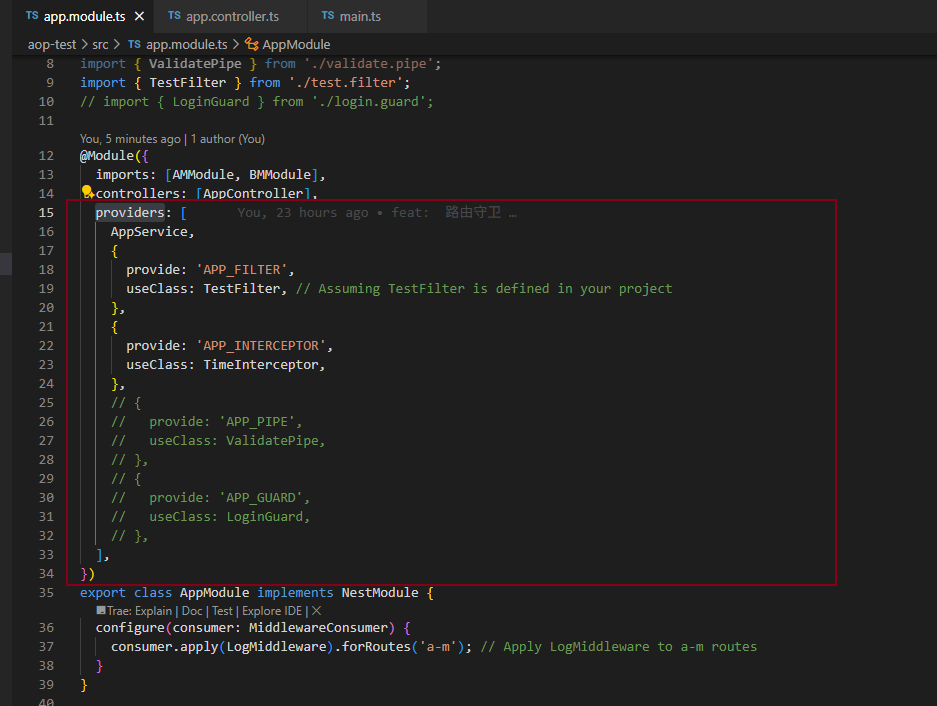 TS app.module.ts ✕ TS app.controller.ts TS main.ts
aop-test > src > TS app.module.ts > AppModule
8 import { ValidatePipe } from './validate.pipe';
9 import { TestFilter } from './test.filter';
10 // import { LoginGuard } from './login.guard';
11
You, 5 minutes ago | 1 author (You)
12 @Module({
13 imports: [AMModule, BMModule],
14 controllers: [AppController],
15 providers: [ You, 23 hours ago • feat: 路由守卫 …
16 AppService,
17 {
18 provide: 'APP_FILTER',
19 useClass: TestFilter, // Assuming TestFilter is defined in your project
20 },
21 {
22 provide: 'APP_INTERCEPTOR',
23 useClass: TimeInterceptor,
24 },
25 // {
26 // provide: 'APP_PIPE',
27 // useClass: ValidatePipe,
28 // },
29 // {
30 // provide: 'APP_GUARD',
31 // useClass: LoginGuard,
32 // },
33 ],
34 })
35 export class AppModule implements NestModule {
Trae: Explain | Doc | Test | Explore IDE | ✕
36 configure(consumer: MiddlewareConsumer) {
37 consumer.apply(LogMiddleware).forRoutes('a-m'); // Apply LogMiddleware to a-m routes
38 }
39 }
40